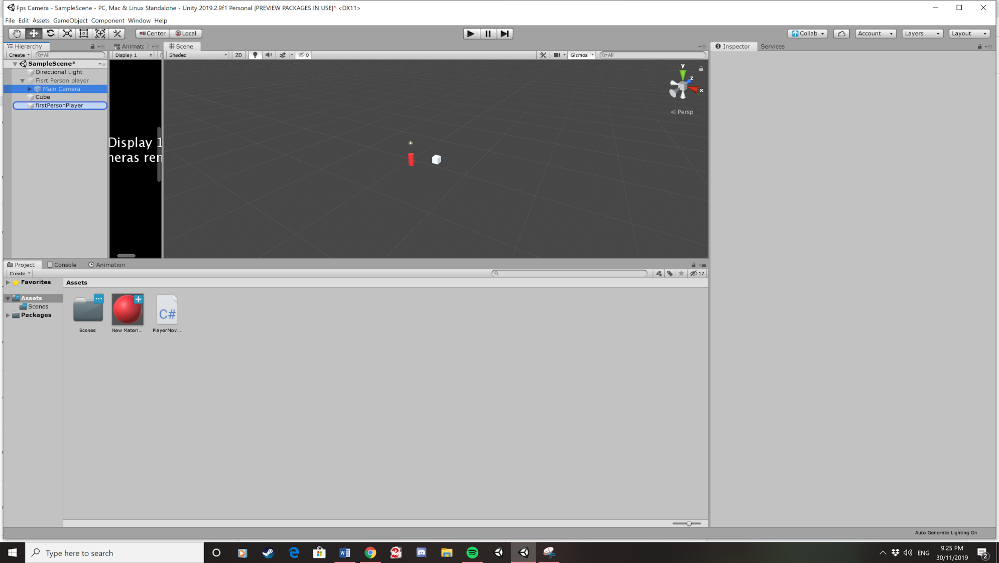 Fps Camera - SampleScene - PC, Mac & Linux Standalone - Unity 2019.2.9f1 Personal [PREVIEW PACKAGES IN USE]* <DX11>
File Edit Assets GameObject Component Window Help
Center Local
Collab Account Layers Layout
Hierarchy
Animato
Scene
Inspector Services
Create All
Display 1
Shaded 2D 0 Gizmos All
SampleScene*
Directional Light
Fisrt Person player
Main Camera
Cube
firstPersonPlayer
Display 1
neras ren
y
z
x
Persp
Project Console Animation
Create
17
Favorites
Assets
Scenes
Packages
Assets
C#
Scenes New Materi... PlayerMov...
Auto Generate Lighting On
Type here to search
ENG
9:25 PM
30/11/2019
2